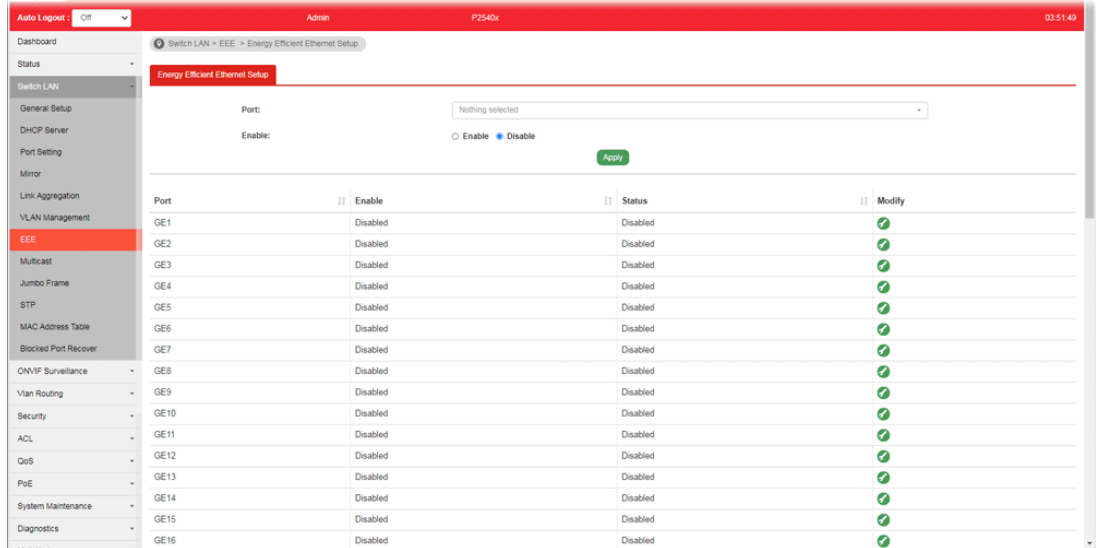 Auto Logout : Off Admin P2540x 03:51:49
Dashboard
Status
Switch LAN
General Setup
DHCP Server
Port Setting
Mirror
Link Aggregation
VLAN Management
EEE
Multicast
Jumbo Frame
STP
MAC Address Table
Blocked Port Recover
ONVIF Surveillance
Vlan Routing
Security
ACL
QoS
PoE
System Maintenance
Diagnostics
Switch LAN > EEE > Energy Efficient Ethernet Setup
Energy Efficient Ethernet Setup
Port: Nothing selected
Enable: Enable Disable
Apply
Port Enable Status Modify
GE1 Disabled Disabled
GE2 Disabled Disabled
GE3 Disabled Disabled
GE4 Disabled Disabled
GE5 Disabled Disabled
GE6 Disabled Disabled
GE7 Disabled Disabled
GE8 Disabled Disabled
GE9 Disabled Disabled
GE10 Disabled Disabled
GE11 Disabled Disabled
GE12 Disabled Disabled
GE13 Disabled Disabled
GE14 Disabled Disabled
GE15 Disabled Disabled
GE16 Disabled Disabled